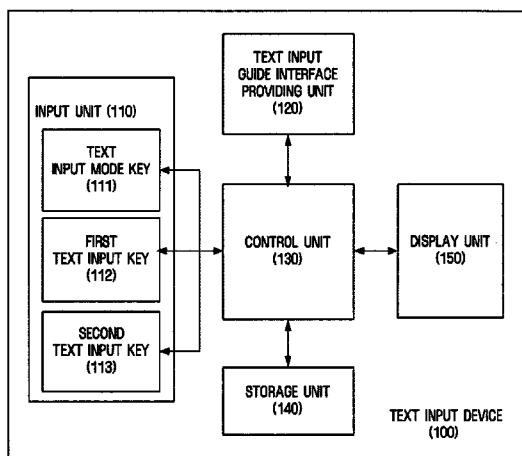 TEXT INPUT
GUIDE INTERFACE
PROVIDING UNIT
(120)
INPUT UNIT (110)
TEXT
INPUT MODE KEY
(111)
FIRST
TEXT INPUT KEY
(112)
SECOND
TEXT INPUT KEY
(113)
CONTROL UNIT
(130)
DISPLAY UNIT
(150)
STORAGE UNIT
(140)
TEXT INPUT DEVICE
(100)